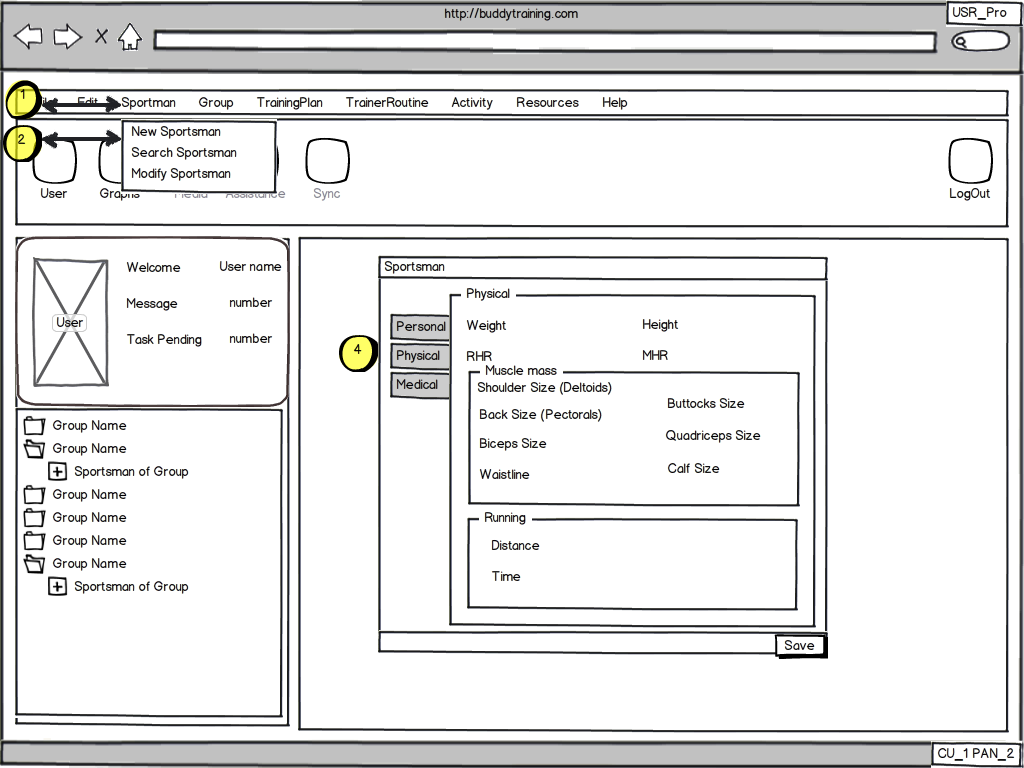 http://buddytraining.com
USR_Pro
1
Edit Sportman Group TrainingPlan TrainerRoutine Activity Resources Help
2
New Sportsman
Search Sportsman
Modify Sportsman
User Graphs Media Assistance Sync LogOut
Welcome User name
Message number
User
Task Pending number
Group Name
Group Name
Sportsman of Group
Group Name
Group Name
Group Name
Group Name
Sportsman of Group
Sportsman
Physical
4
Personal
Physical
Medical
Weight Height
RHR MHR
Muscle mass
Shoulder Size (Deltoids)
Back Size (Pectorals)
Biceps Size
Waistline
Buttocks Size
Quadriceps Size
Calf Size
Running
Distance
Time
Save
CU_1 PAN_2